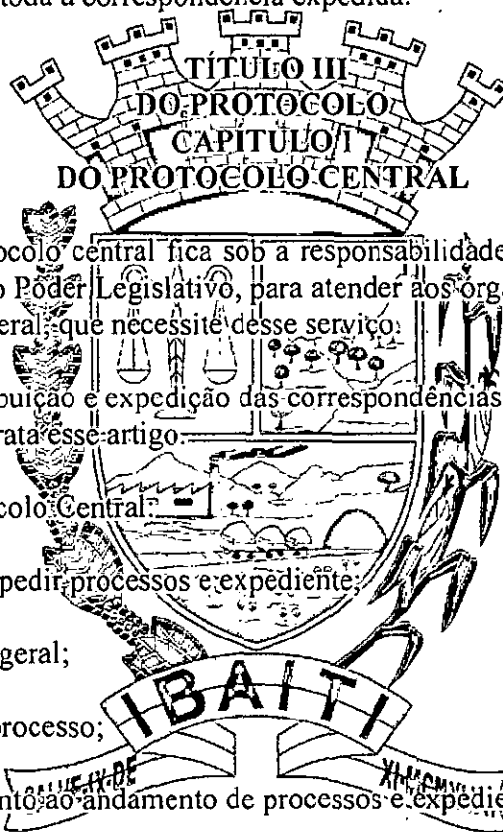 toda a correspondência expedida.
TÍTULO III
DO PROTOCOLO
CAPÍTULO I
DO PROTOCOLO CENTRAL
ocolo central fica sob a responsabilidade
o Poder Legislativo, para atender aos órg
eral, que necessite desse serviço.
buição e expedição das correspondências
rata esse artigo.
colo Central:
pedir processos e expediente;
geral;
IBAITI
processo;
nto ao andamento de processos e expedie